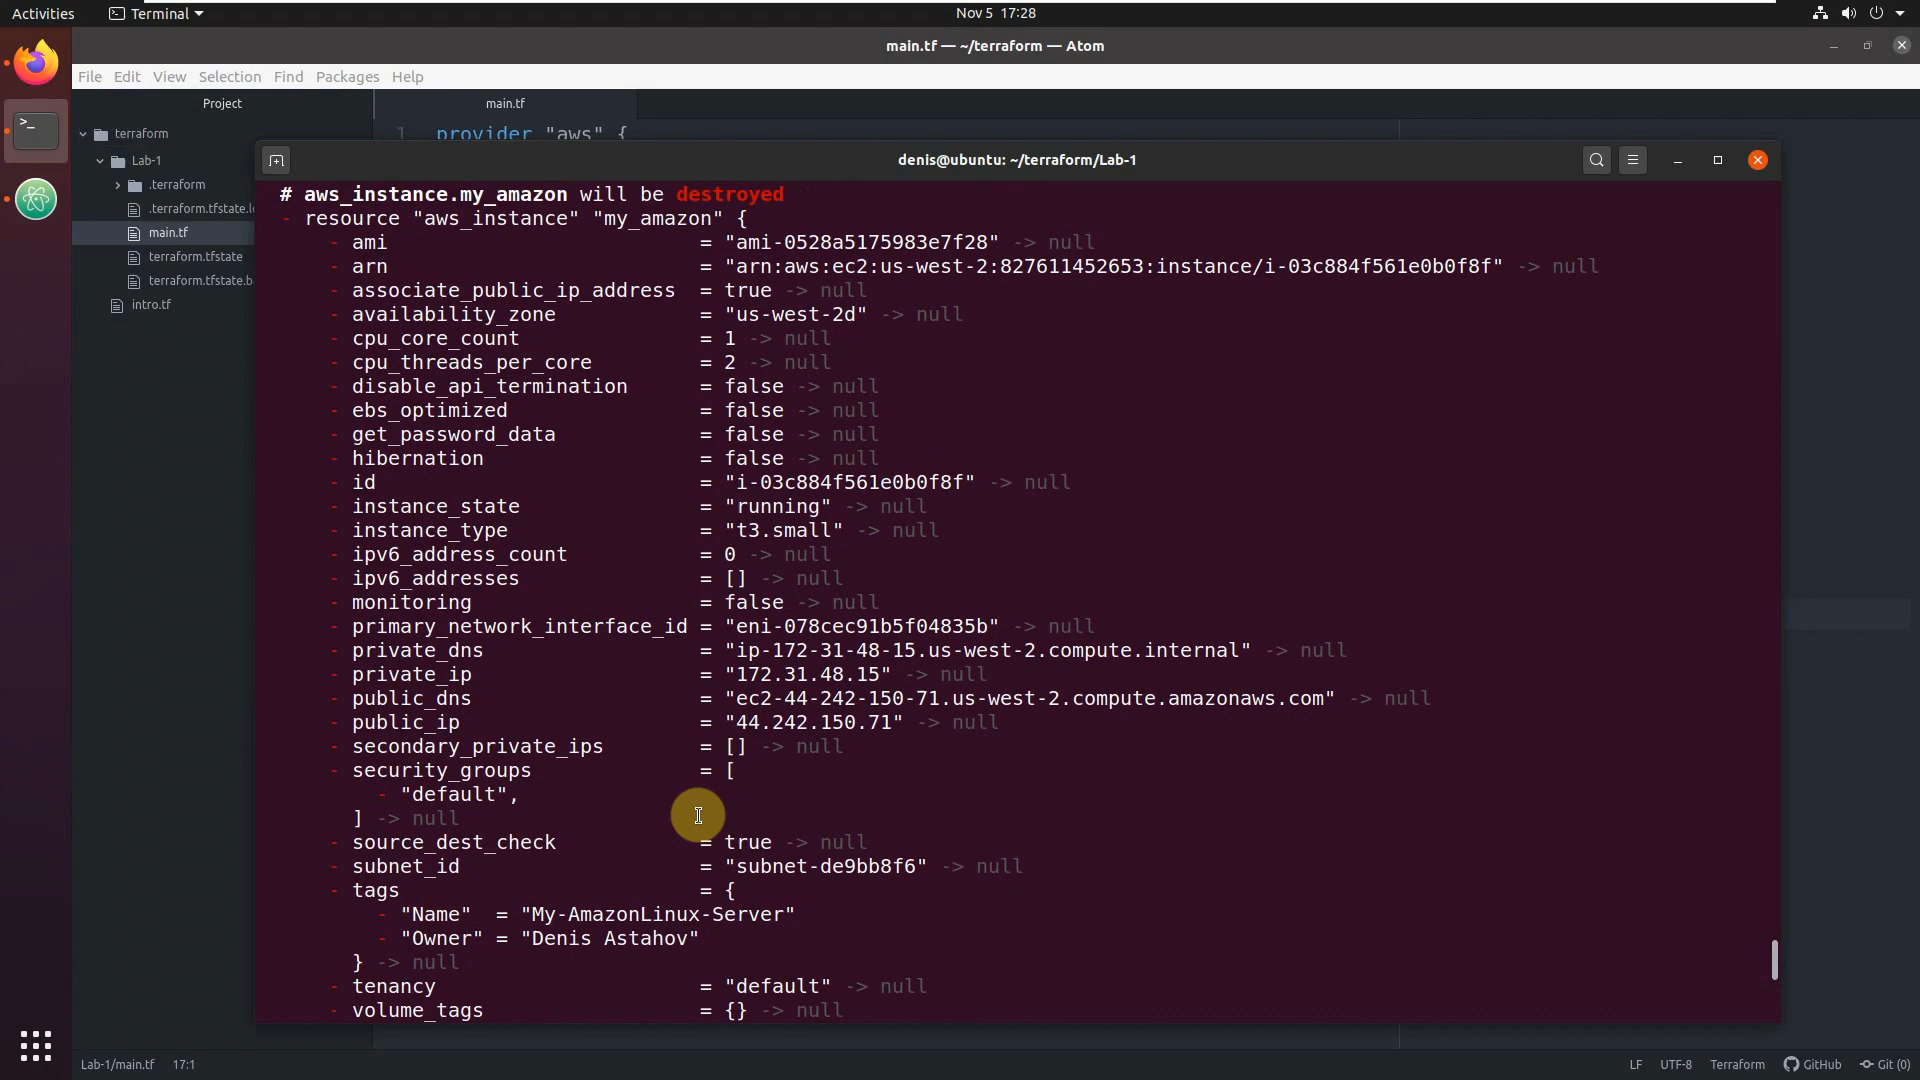 Activities
Terminal
Nov 5 17:28
main.tf — ~/terraform — Atom
File Edit View Selection Find Packages Help
Project
main.tf
terraform
1 provider "aws" {
Lab-1
.terraform
.terraform.tfstate.l
main.tf
terraform.tfstate
terraform.tfstate.b
intro.tf
denis@ubuntu: ~/terraform/Lab-1
# aws_instance.my_amazon will be destroyed
- resource "aws_instance" "my_amazon" {
- ami = "ami-0528a5175983e7f28" -> null
- arn = "arn:aws:ec2:us-west-2:827611452653:instance/i-03c884f561e0b0f8f" -> null
- associate_public_ip_address = true -> null
- availability_zone = "us-west-2d" -> null
- cpu_core_count = 1 -> null
- cpu_threads_per_core = 2 -> null
- disable_api_termination = false -> null
- ebs_optimized = false -> null
- get_password_data = false -> null
- hibernation = false -> null
- id = "i-03c884f561e0b0f8f" -> null
- instance_state = "running" -> null
- instance_type = "t3.small" -> null
- ipv6_address_count = 0 -> null
- ipv6_addresses = [] -> null
- monitoring = false -> null
- primary_network_interface_id = "eni-078cec91b5f04835b" -> null
- private_dns = "ip-172-31-48-15.us-west-2.compute.internal" -> null
- private_ip = "172.31.48.15" -> null
- public_dns = "ec2-44-242-150-71.us-west-2.compute.amazonaws.com" -> null
- public_ip = "44.242.150.71" -> null
- secondary_private_ips = [] -> null
- security_groups = [
- "default",
] -> null
- source_dest_check = true -> null
- subnet_id = "subnet-de9bb8f6" -> null
- tags = {
- "Name" = "My-AmazonLinux-Server"
- "Owner" = "Denis Astahov"
} -> null
- tenancy = "default" -> null
- volume_tags = {} -> null
Lab-1/main.tf 17:1
LF UTF-8 Terraform GitHub Git (0)